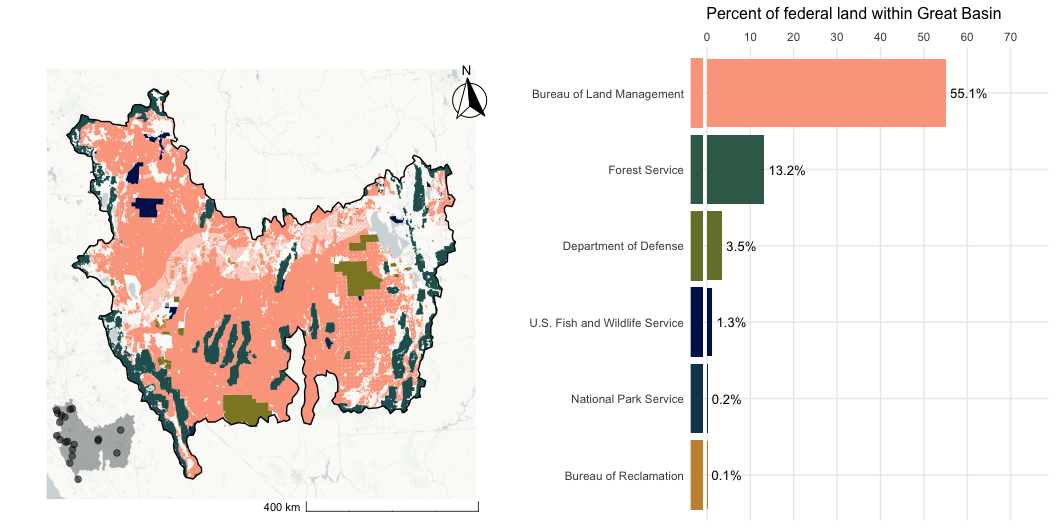 Percent of federal land within Great Basin
0 10 20 30 40 50 60 70
N
Bureau of Land Management 55.1%
Forest Service 13.2%
Department of Defense 3.5%
U.S. Fish and Wildlife Service 1.3%
National Park Service 0.2%
Bureau of Reclamation 0.1%
400 km